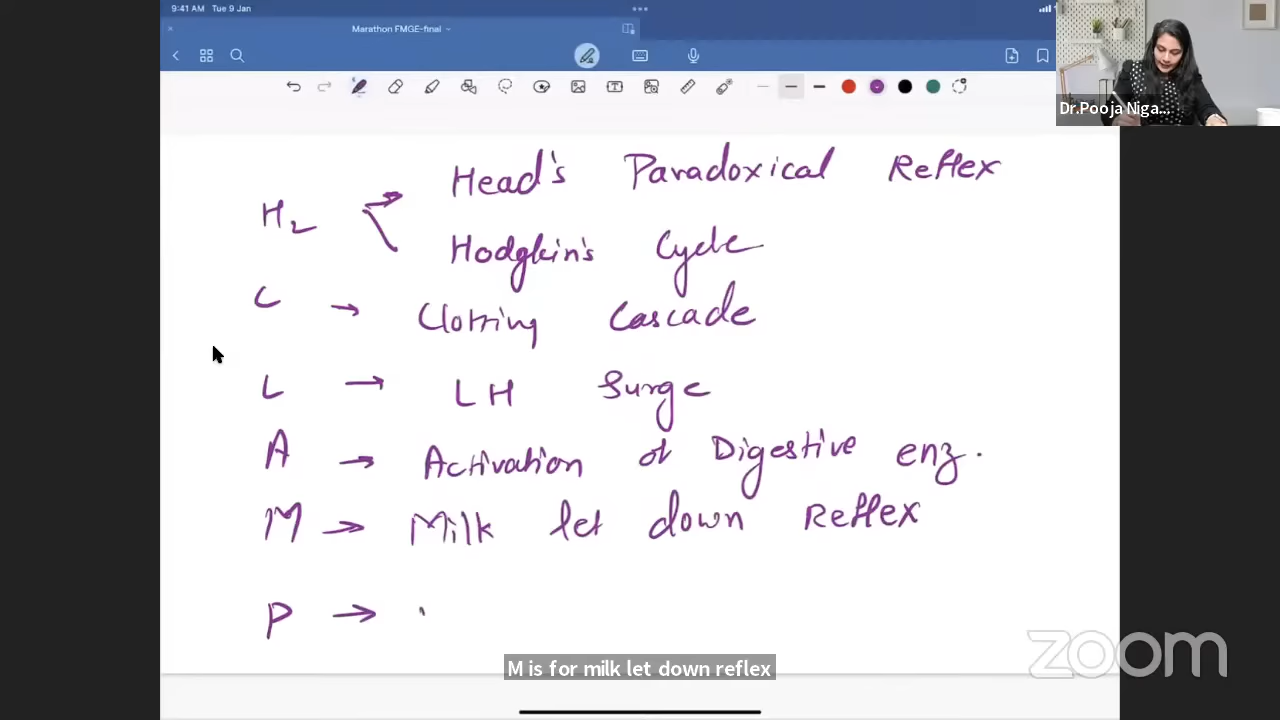 9:41 AM Tue 9 Jan
Marathon FMGE-final
Dr.Pooja Niga...
H2 → Head's Paradoxical Reflex
Hodgkin's Cycle
C → Clotting Cascade
L → LH Surge
A → Activation of Digestive enz.
M → Milk let down Reflex
P →
M is for milk let down reflex
zoom